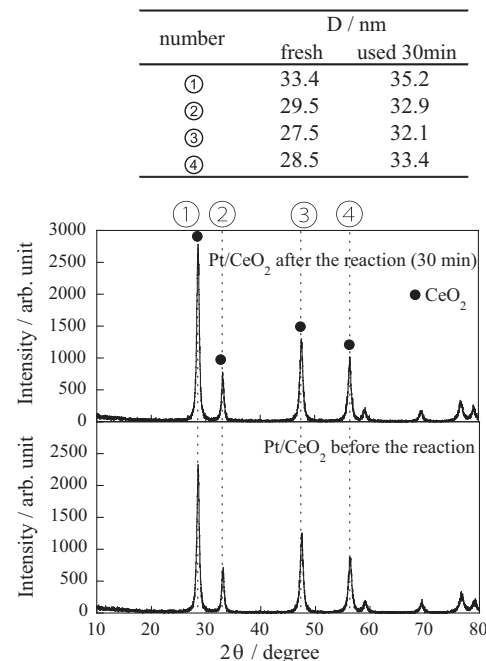 D / nm
number fresh used 30min
① 33.4 35.2
② 29.5 32.9
③ 27.5 32.1
④ 28.5 33.4
① ② ③ ④
3000
2500
2000
1500
1000
500
0
Intensity / arb. unit
Pt/CeO₂ after the reaction (30 min)
● CeO₂
2500
2000
1500
1000
500
0
Intensity / arb. unit
Pt/CeO₂ before the reaction
10 20 30 40 50 60 70 80
2θ / degree